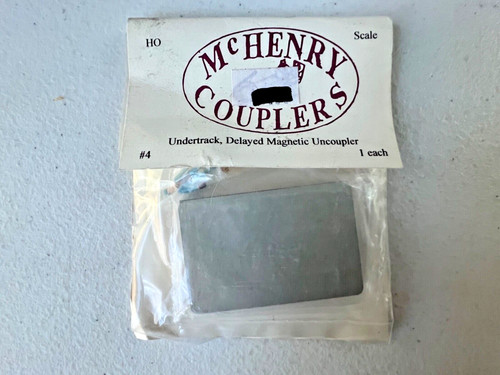 HO Scale
McHENRY
COUPLERS
Undertrack, Delayed Magnetic Uncoupler
#4 1 each